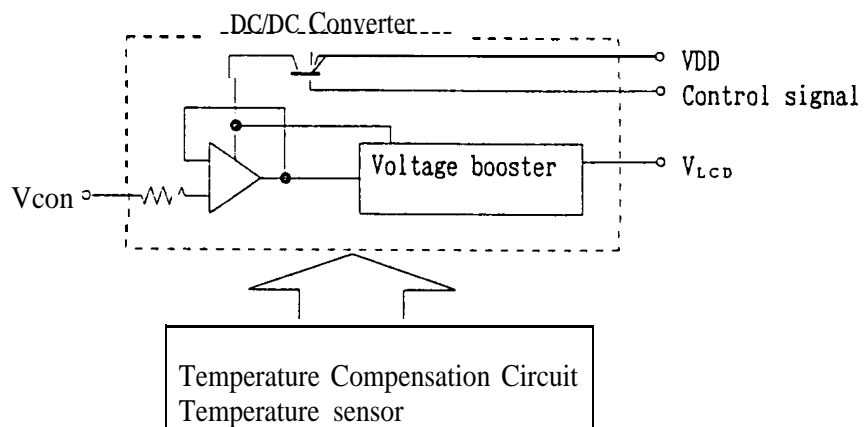 DC/DC Converter
VDD
Control signal
Voltage booster
VLCD
Vcon
Temperature Compensation Circuit
Temperature sensor